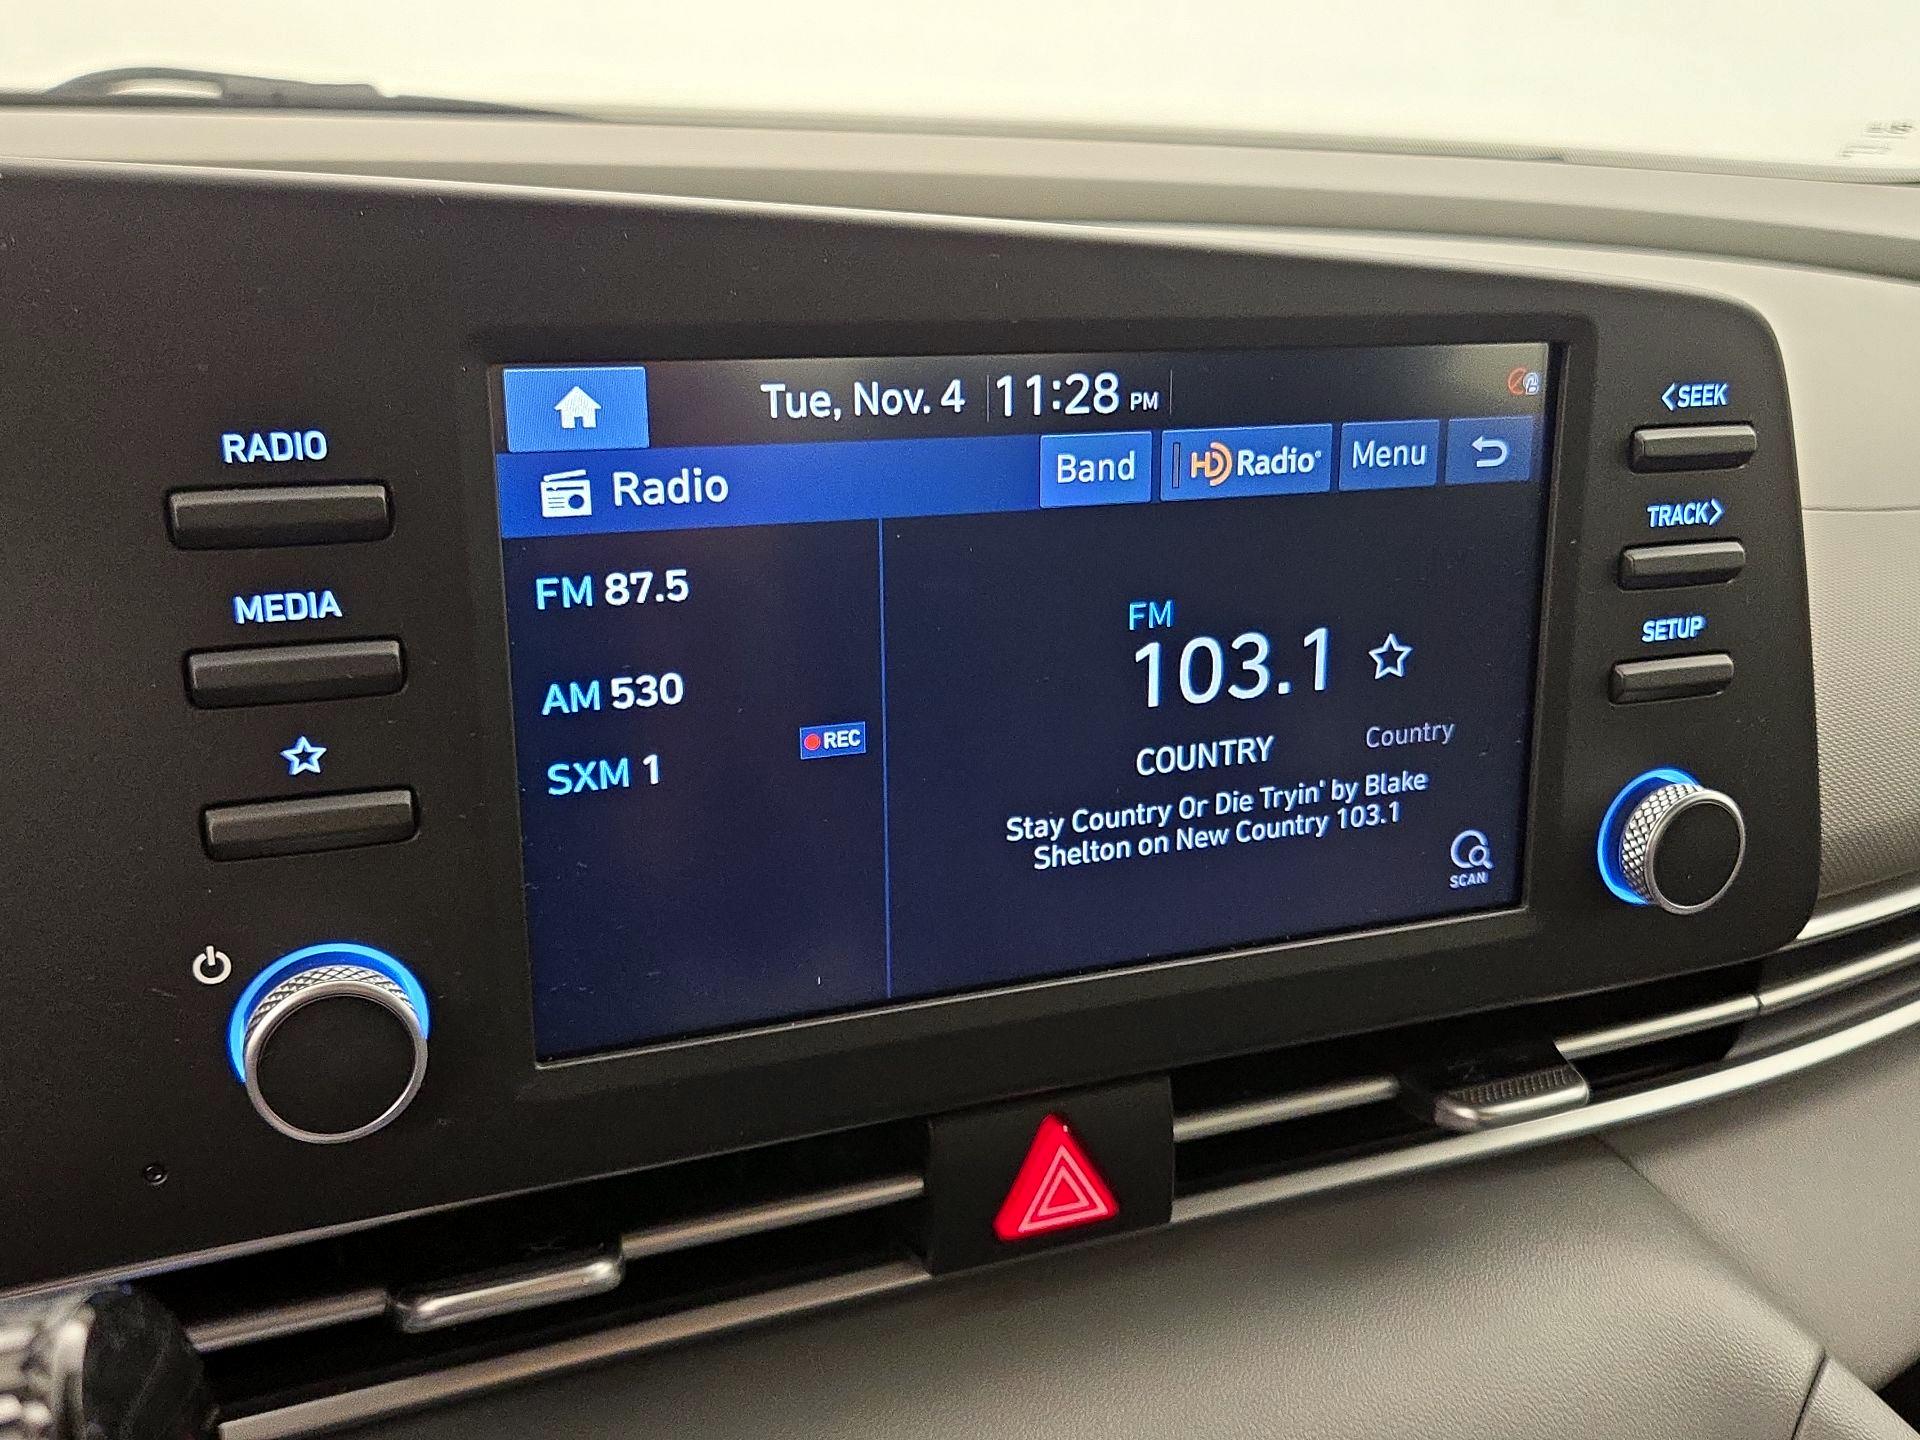 Tue, Nov. 4 11:28 PM
Radio Band HD Radio® Menu
RADIO
MEDIA
FM 87.5
AM 530
REC
SXM 1
FM
103.1
COUNTRY
Country
Stay Country Or Die Tryin' by Blake
Shelton on New Country 103.1
SCAN
<SEEK
TRACK>
SETUP